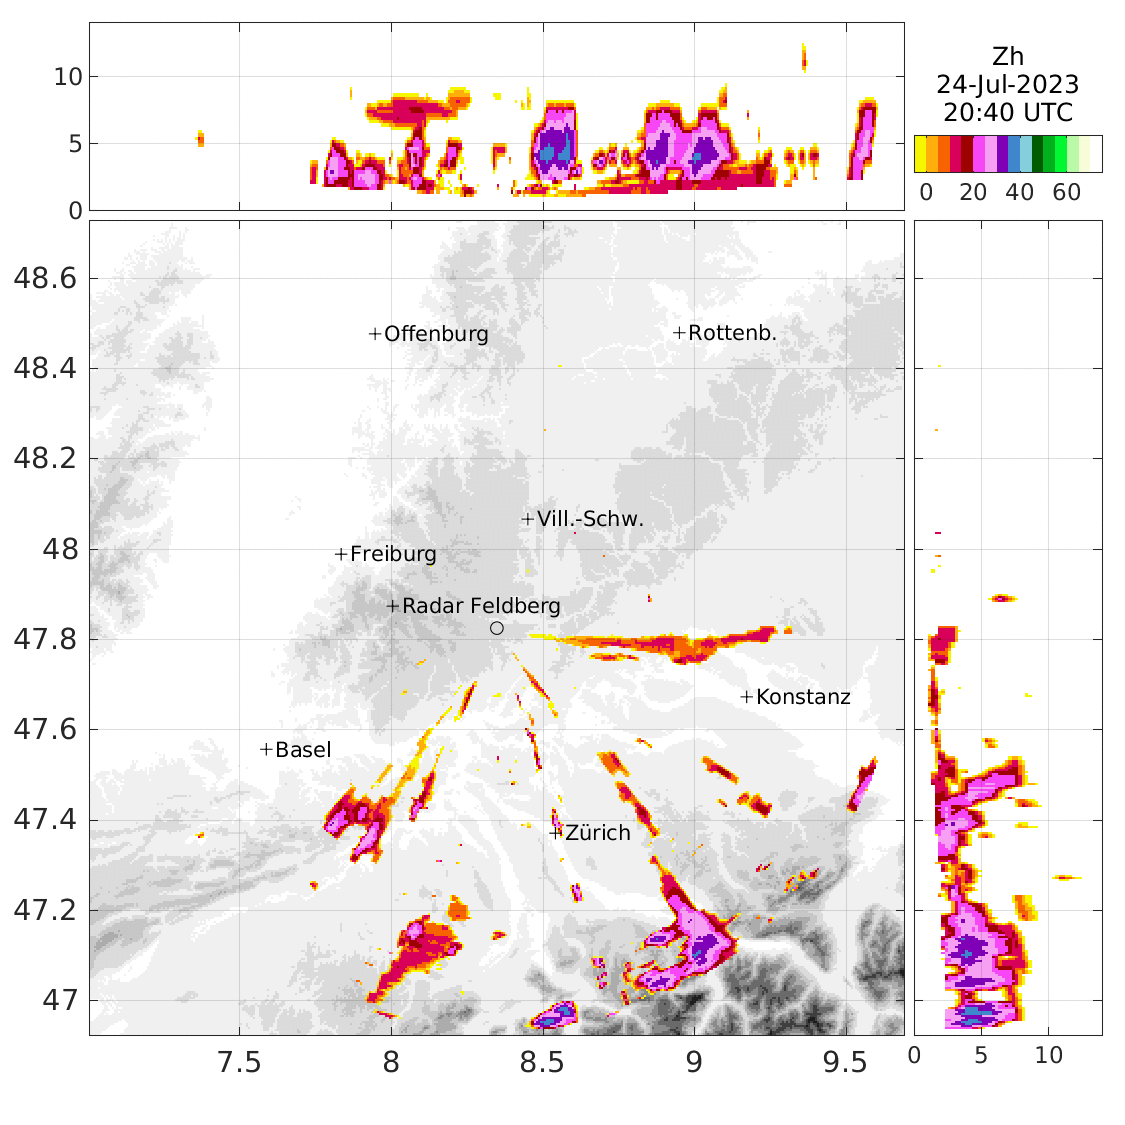 10
5
0
Zh
24-Jul-2023
20:40 UTC
0 20 40 60
48.6
48.4
48.2
48
47.8
47.6
47.4
47.2
47
+Offenburg
+Rottenb.
+Vill.-Schw.
+Freiburg
+Radar Feldberg
+Konstanz
+Basel
+Zürich
7.5 8 8.5 9 9.5
0 5 10